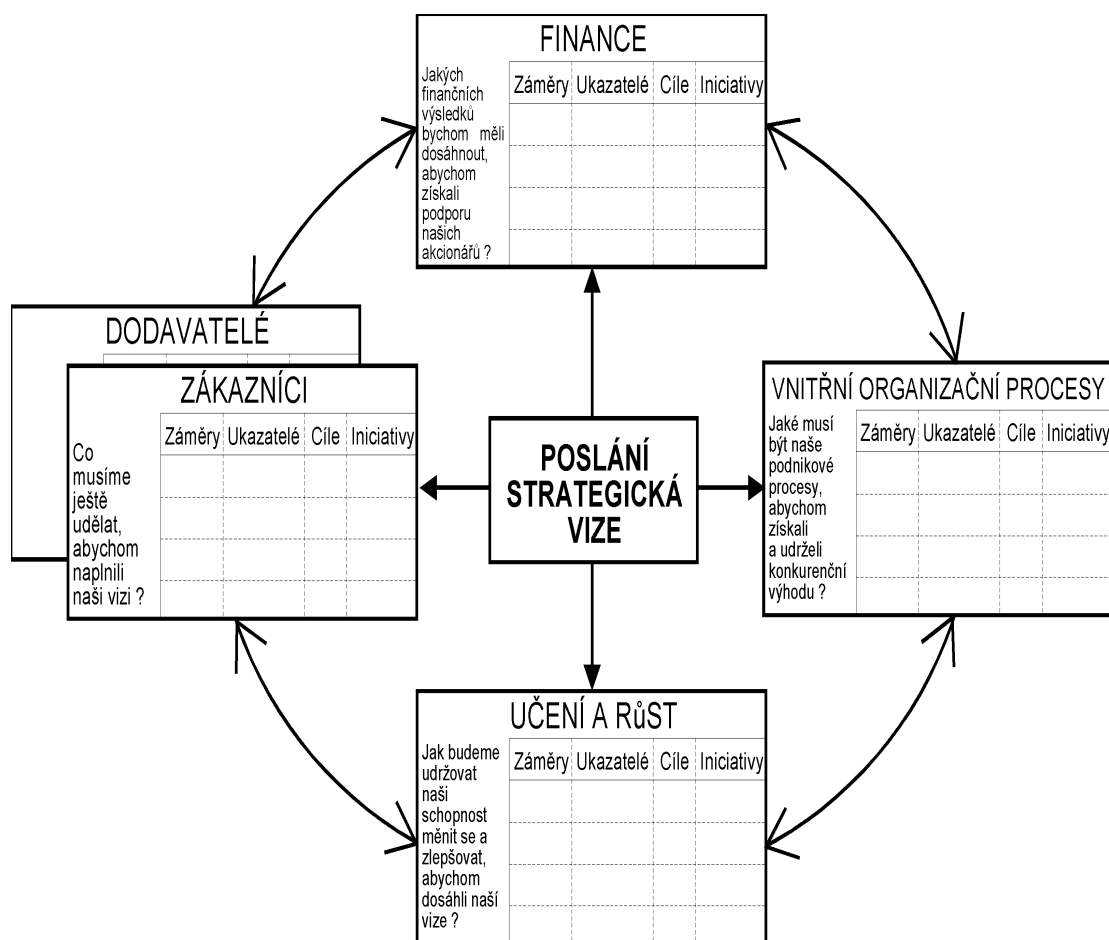 FINANCE
Jakých
finančních
výsledků
bychom měli
dosáhnout,
abychom
získali
podporu
našich
akcionářů ?
Záměry Ukazatelé Cíle Iniciativy
DODAVATELÉ
ZÁKAZNÍCI
Co
musíme
ještě
udělat,
abychom
naplnili
naši vizi ?
Záměry Ukazatelé Cíle Iniciativy
POSLÁNÍ
STRATEGICKÁ
VIZE
VNITŘNÍ ORGANIZAČNÍ PROCESY
Jaké musí
být naše
podnikové
procesy,
abychom
získali
a udrželi
konkurenční
výhodu ?
Záměry Ukazatelé Cíle Iniciativy
UČENÍ A RůST
Jak budeme
udržovat
naši
schopnost
měnit se a
zlepšovat,
abychom
dosáhli naší
vize ?
Záměry Ukazatelé Cíle Iniciativy